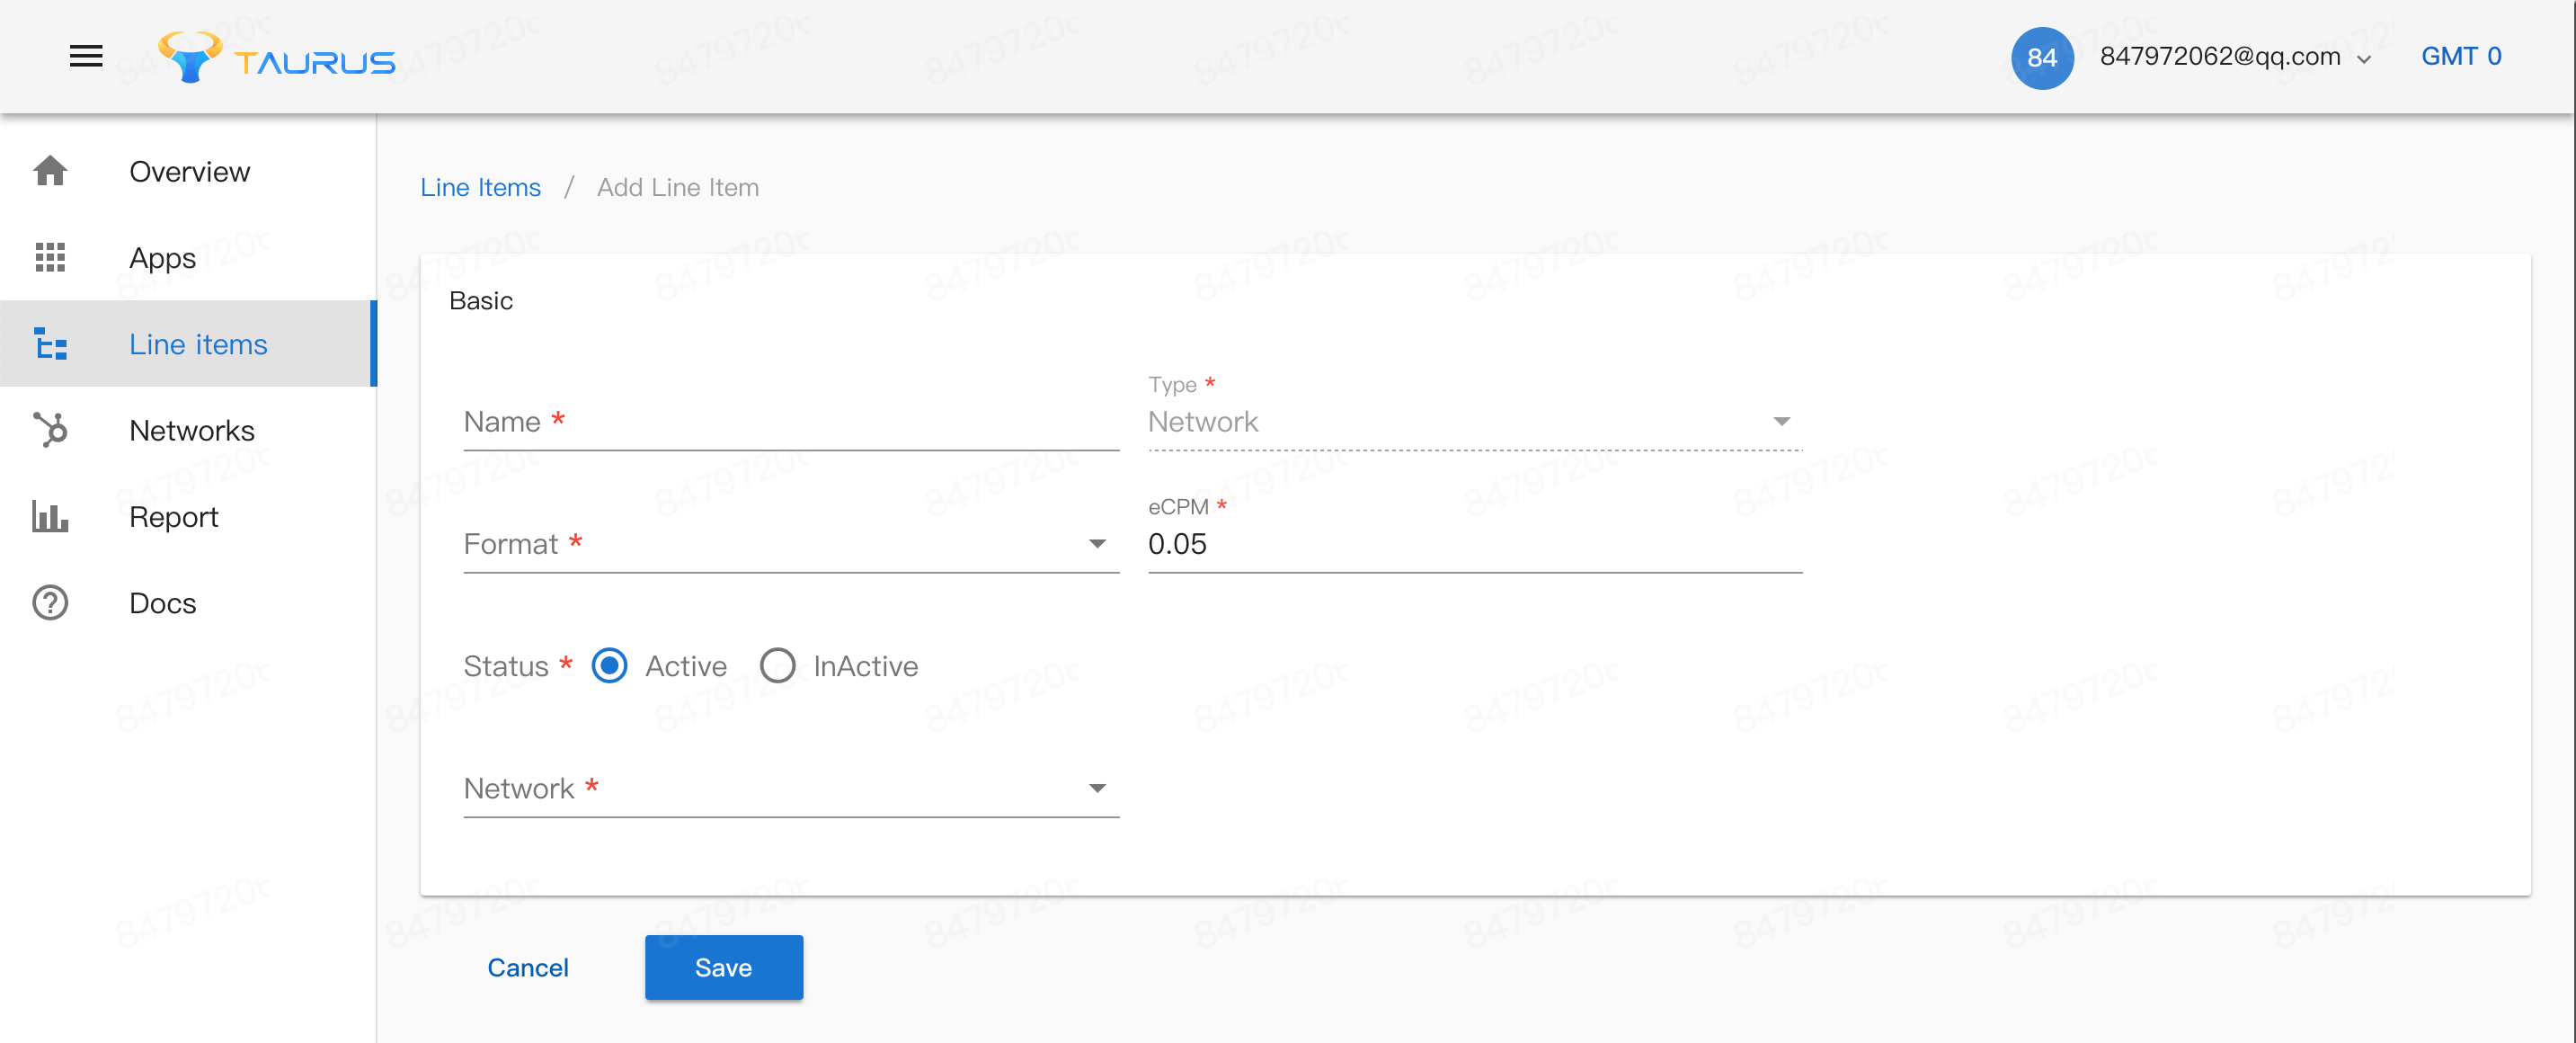 TAURUS
84 847972062@qq.com GMT 0
Overview
Apps
Line items
Networks
Report
Docs
Line Items / Add Line Item
Basic
Name *
Type *
Network
Format *
eCPM *
0.05
Status * Active InActive
Network *
Cancel Save